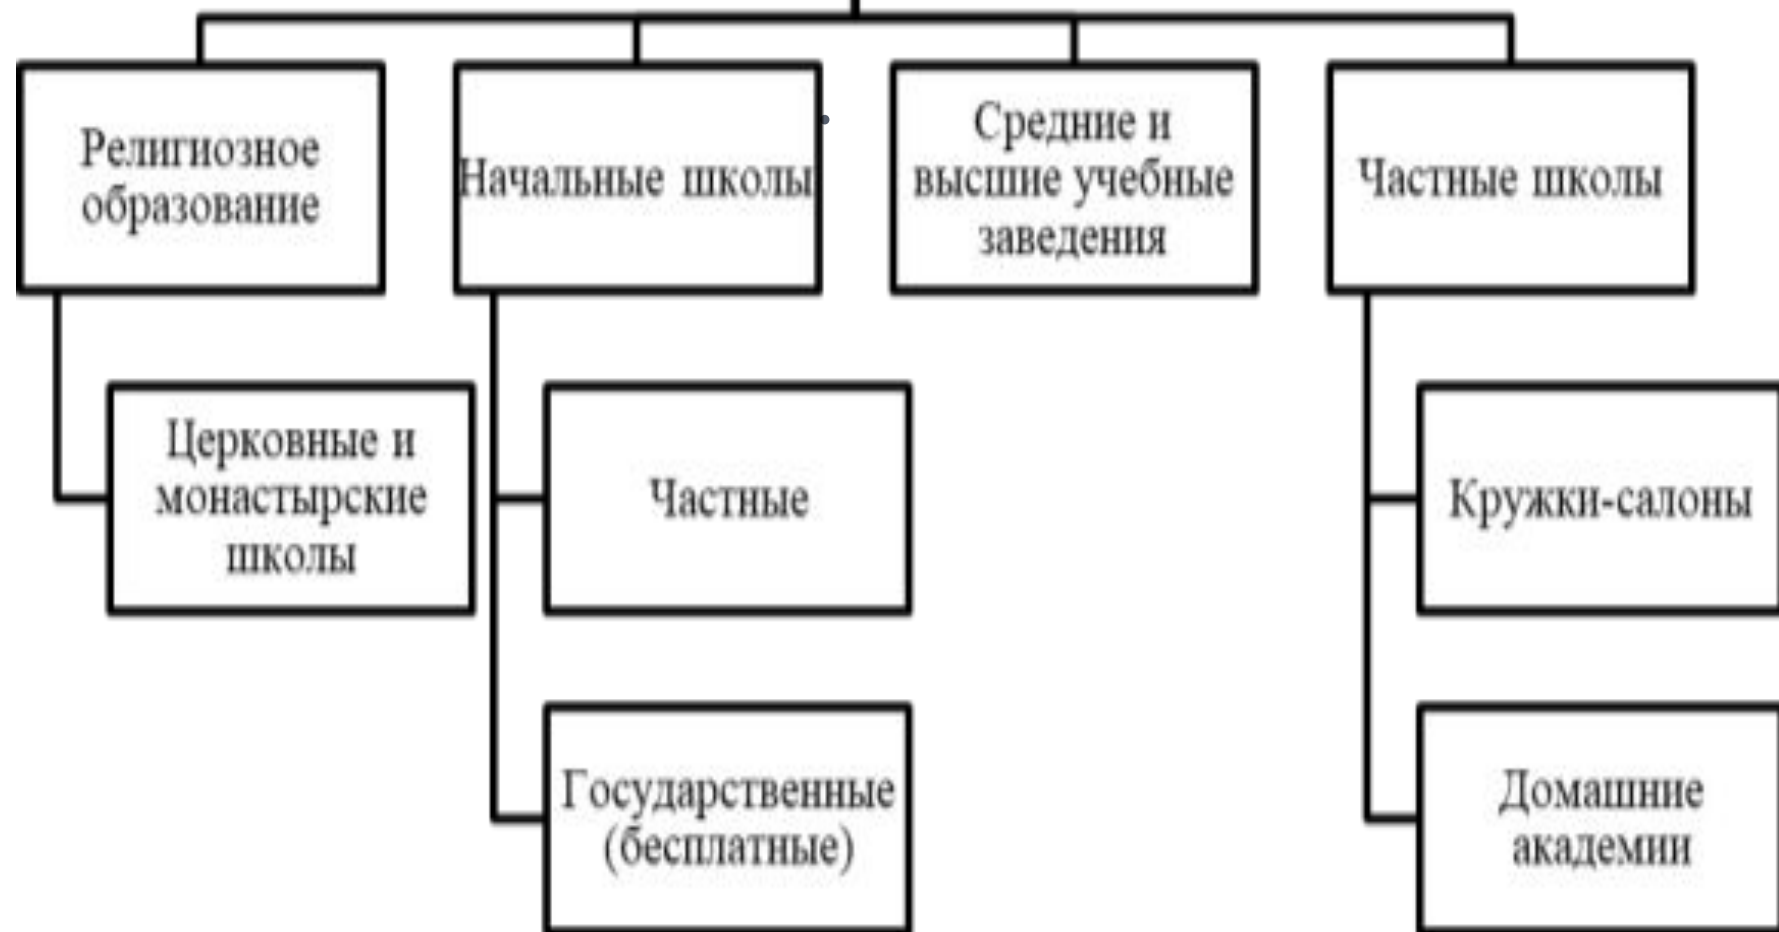 Религиозное
образование
Начальные школы
Средние и
высшие учебные
заведения
Частные школы
Церковные и
монастырские
школы
Частные
Кружки-салоны
Государственные
(бесплатные)
Домашние
академии